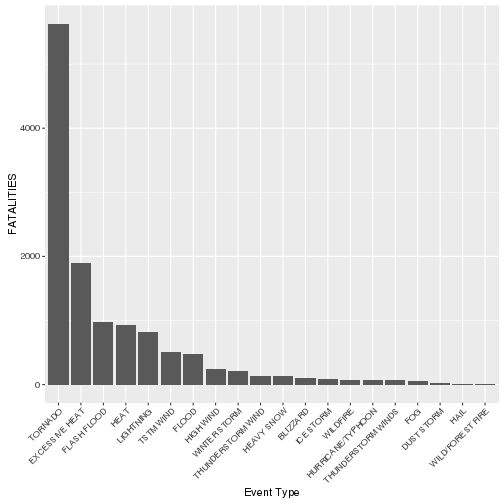 FATALITIES
4000
2000
0
TORNADO
EXCESSIVE HEAT
FLASH FLOOD
HEAT
LIGHTNING
TSTM WIND
FLOOD
HIGH WIND
WINTER STORM
THUNDERSTORM WIND
HEAVY SNOW
BLIZZARD
ICE STORM
WILDFIRE
HURRICANE/TYPHOON
THUNDERSTORM WINDS
FOG
DUST STORM
HAIL
WILD/FOREST FIRE
Event Type